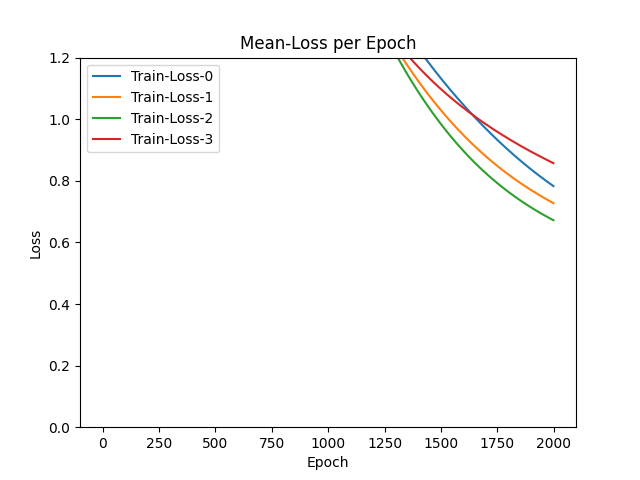 Mean-Loss per Epoch
Train-Loss-0
Train-Loss-1
Train-Loss-2
Train-Loss-3
1.2
1.0
0.8
0.6
0.4
0.2
0.0
Loss
0 250 500 750 1000 1250 1500 1750 2000
Epoch